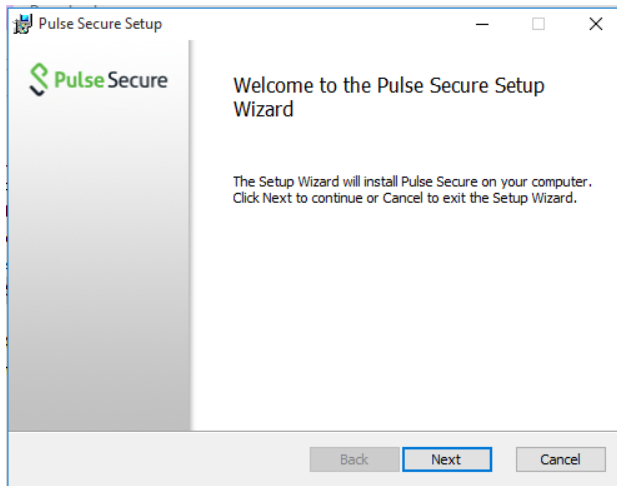 Pulse Secure Setup
Pulse Secure
Welcome to the Pulse Secure Setup
Wizard
The Setup Wizard will install Pulse Secure on your computer.
Click Next to continue or Cancel to exit the Setup Wizard.
Back
Next
Cancel